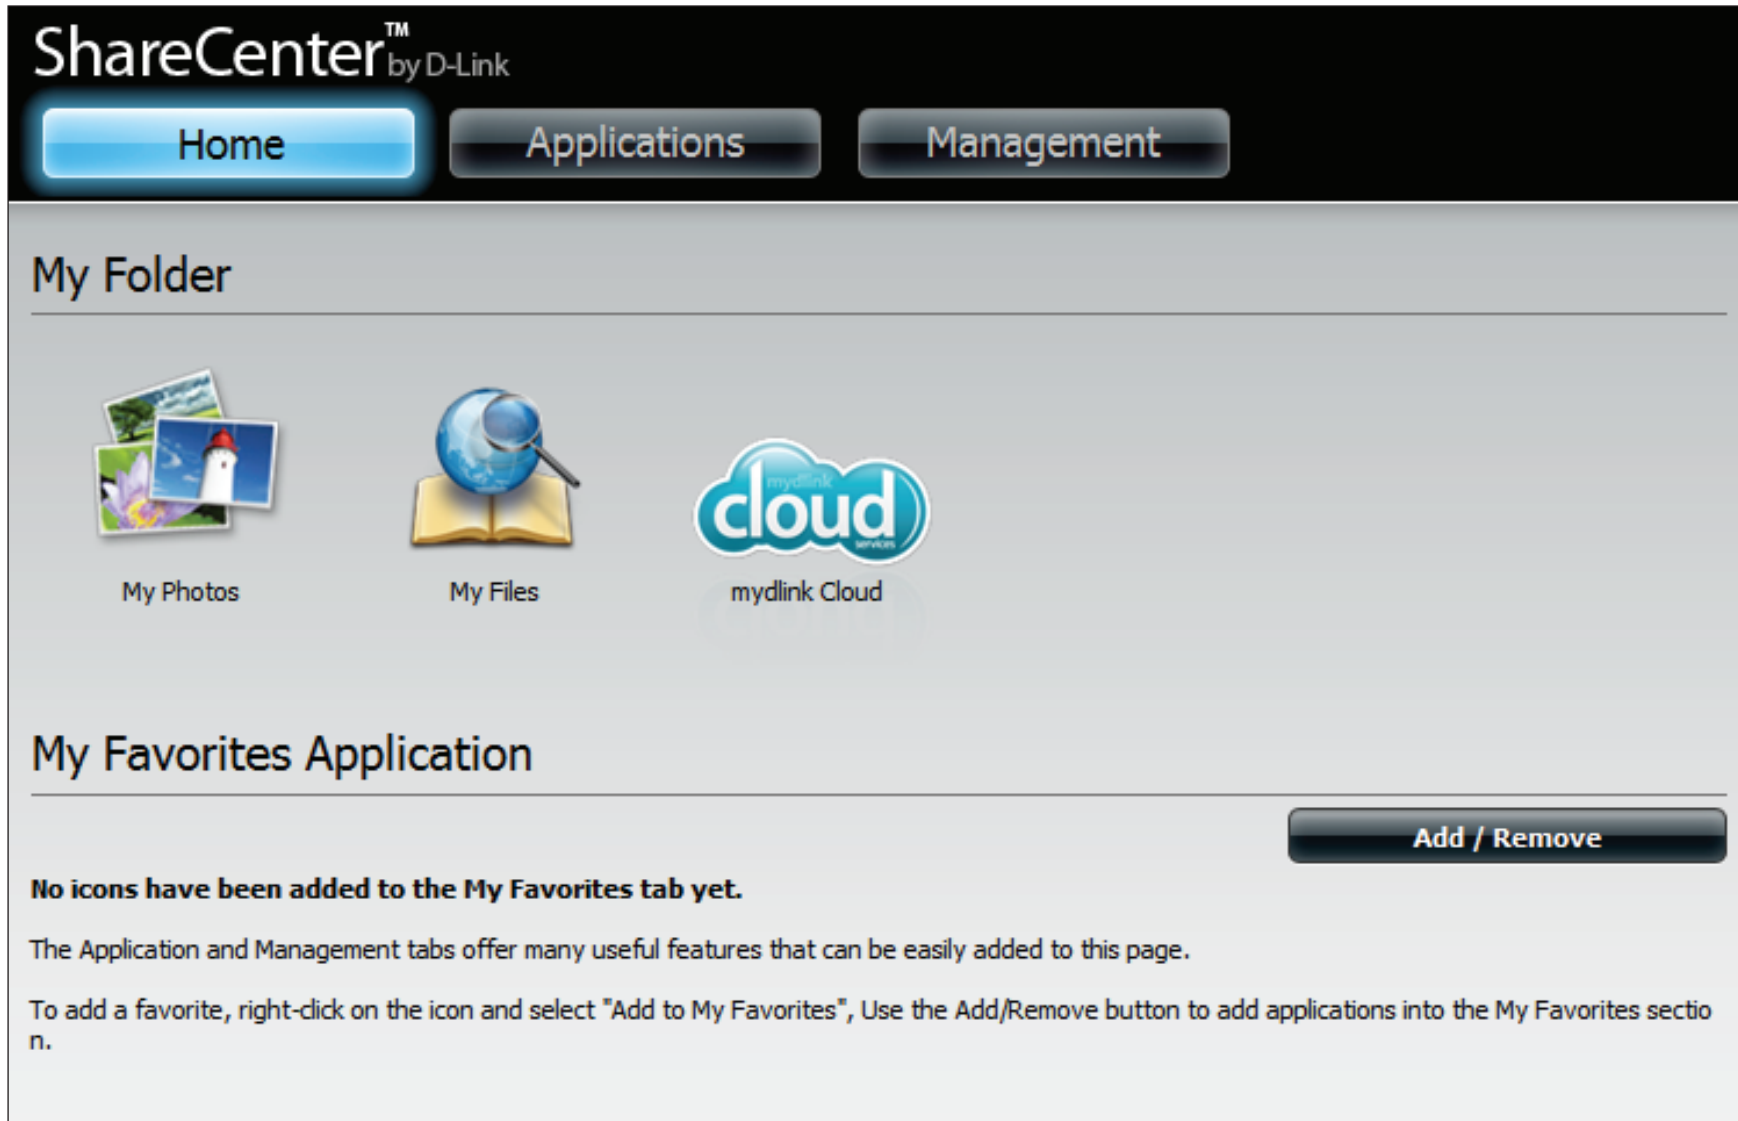 ShareCenter™ by D-Link
Home Applications Management
My Folder
mydlink
cloud
services
My Photos My Files mydlink Cloud
My Favorites Application
Add / Remove
No icons have been added to the My Favorites tab yet.
The Application and Management tabs offer many useful features that can be easily added to this page.
To add a favorite, right-click on the icon and select "Add to My Favorites", Use the Add/Remove button to add applications into the My Favorites sectio
n.